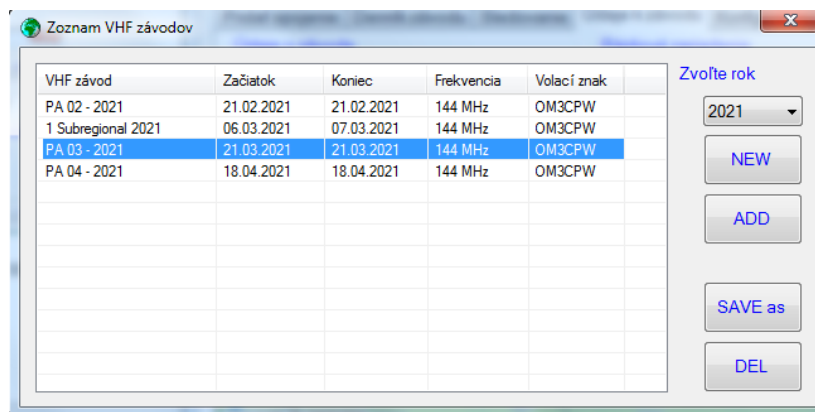 Zoznam VHF závodov
VHF závod Začiatok Koniec Frekvencia Volací znak
PA 02 - 2021 21.02.2021 21.02.2021 144 MHz OM3CPW
1 Subregional 2021 06.03.2021 07.03.2021 144 MHz OM3CPW
PA 03 - 2021 21.03.2021 21.03.2021 144 MHz OM3CPW
PA 04 - 2021 18.04.2021 18.04.2021 144 MHz OM3CPW
Zvoľte rok
2021
NEW
ADD
SAVE as
DEL